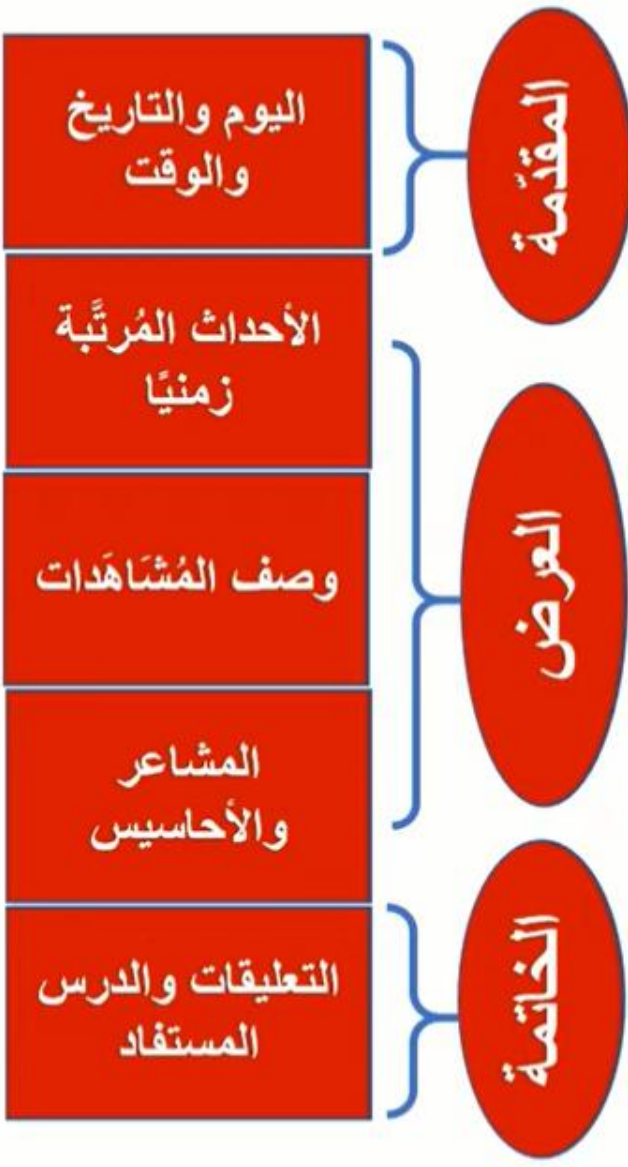 المقدّمة
اليوم والتاريخ
والوقت
العرض
الأحداث المُرتَّبة
زمنيًا
وصف المُشَاهَدات
المشاعر
والأحاسيس
الخاتمة
التعليقات والدرس
المستفاد